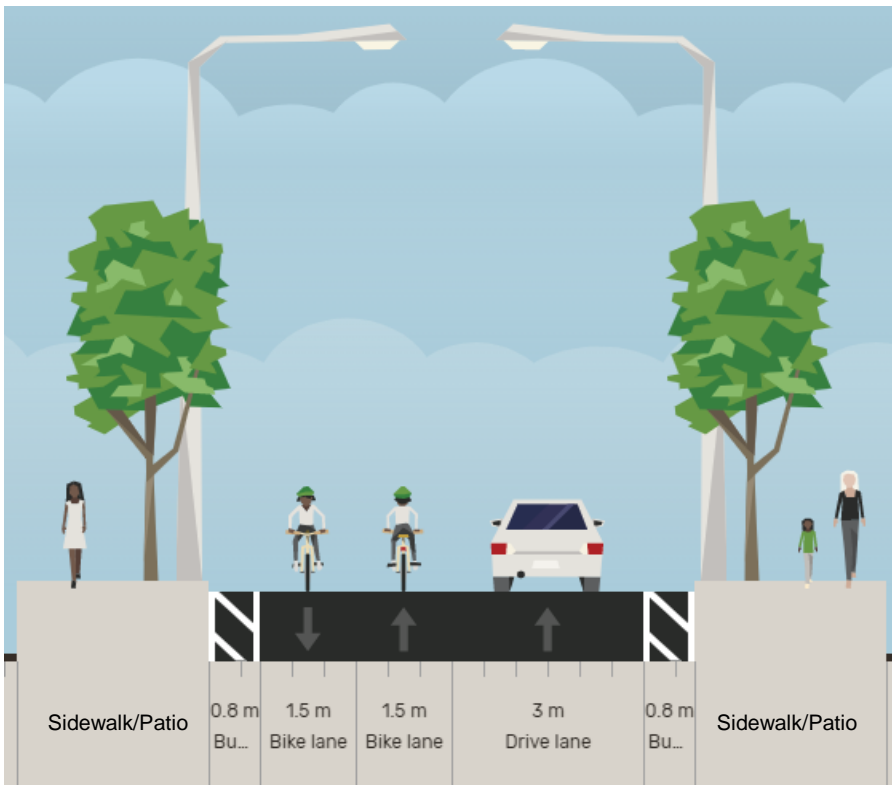 Sidewalk/Patio
0.8 m
Bu...
1.5 m
Bike lane
1.5 m
Bike lane
3 m
Drive lane
0.8 m
Bu...
Sidewalk/Patio